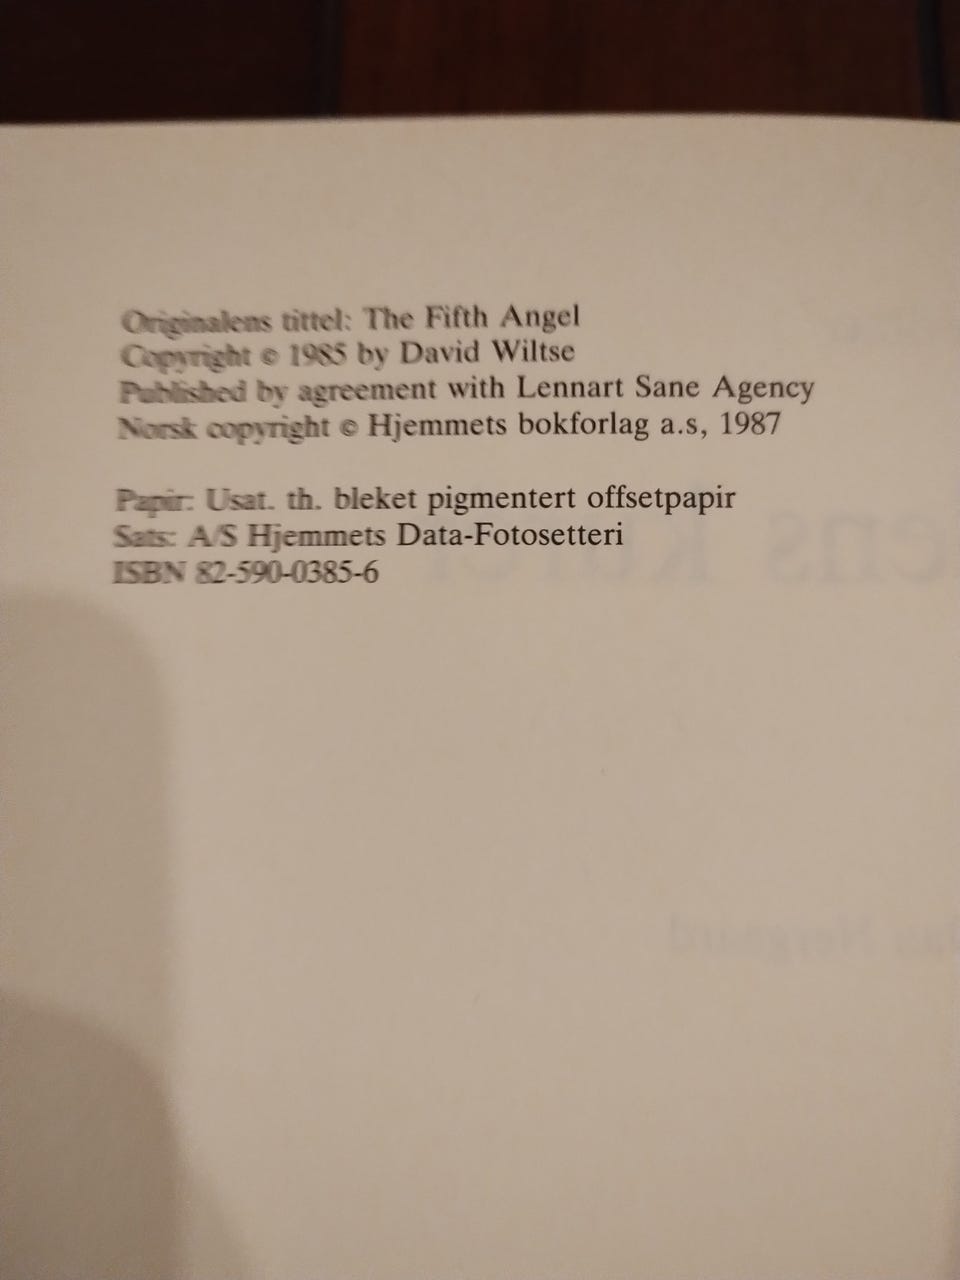 Originalens tittel: The Fifth Angel
Copyright © 1985 by David Wiltse
Published by agreement with Lennart Sane Agency
Norsk copyright © Hjemmets bokforlag a.s, 1987
Papir: Usat. th. bleket pigmentert offsetpapir
Sats: A/S Hjemmets Data-Fotosetteri
ISBN 82-590-0385-6